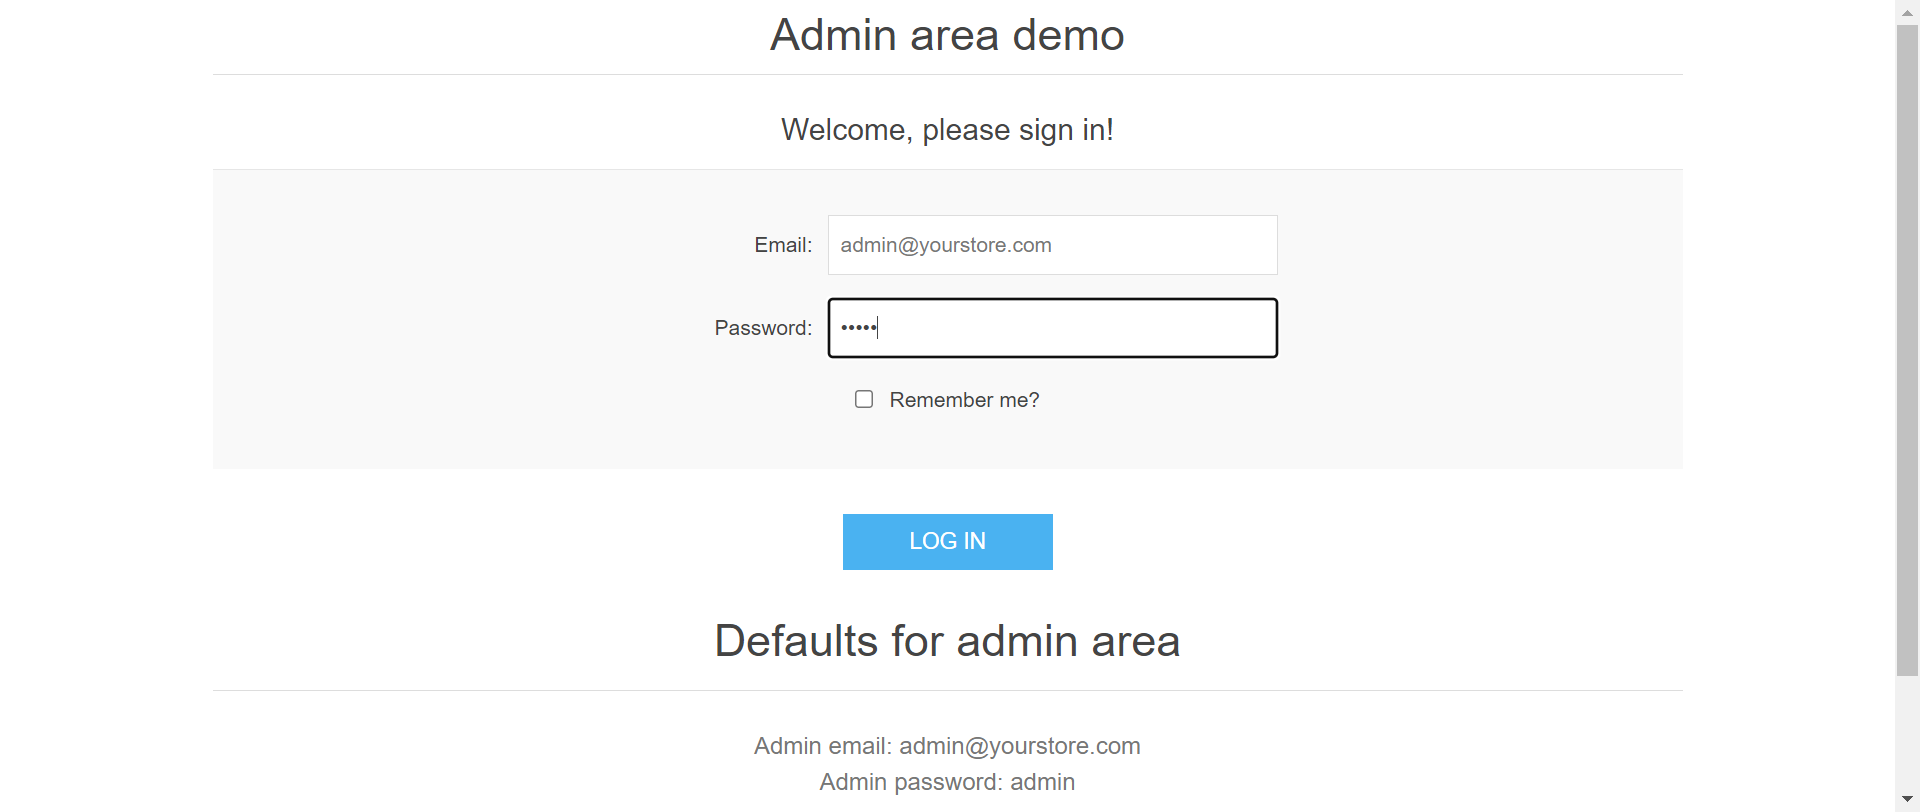 Admin area demo
Welcome, please sign in!
Email: admin@yourstore.com
Password: •••••
Remember me?
LOG IN
Defaults for admin area
Admin email: admin@yourstore.com
Admin password: admin